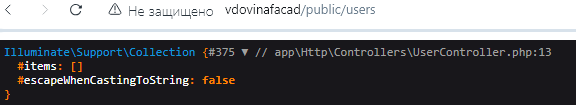 Не защищено vdovinafacad/public/users
Illuminate\Support\Collection {#375 ▼ // app\Http\Controllers\UserController.php:13
#items: []
#escapeWhenCastingToString: false
}